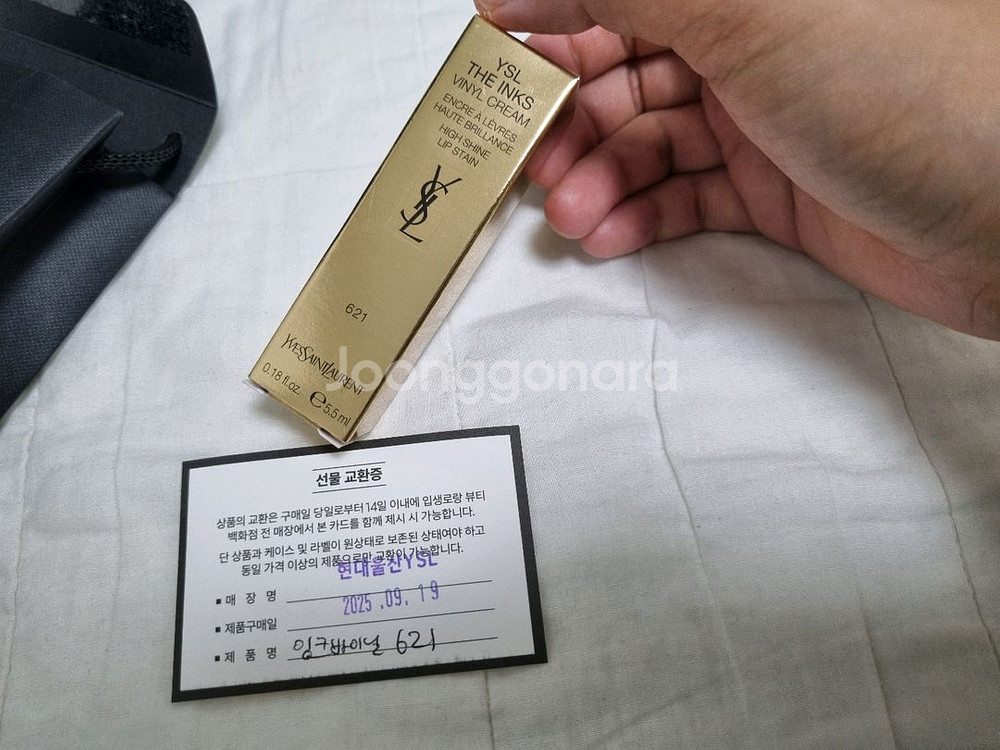 YSL
THE INKS
VINYL CREAM
ENCRE À LÈVRES
HAUTE BRILLANCE
HIGH SHINE
LIP STAIN
YSL
621
YVESSAINTLAURENT
0.18 fl.oz. e 5.5 ml
Joonggonara
선물 교환증
상품의 교환은 구매일 당일로부터 14일 이내에 입생로랑 뷰티
백화점 전 매장에서 본 카드를 함께 제시 시 가능합니다.
단 상품과 케이스 및 라벨이 원상태로 보존된 상태여야 하고
동일 가격 이상의 제품으로만 교환이 가능합니다.
■ 매 장 명 현대울산YSL
■ 제품구매일 2025.09.19
■ 제 품 명 잉크바이닐 621